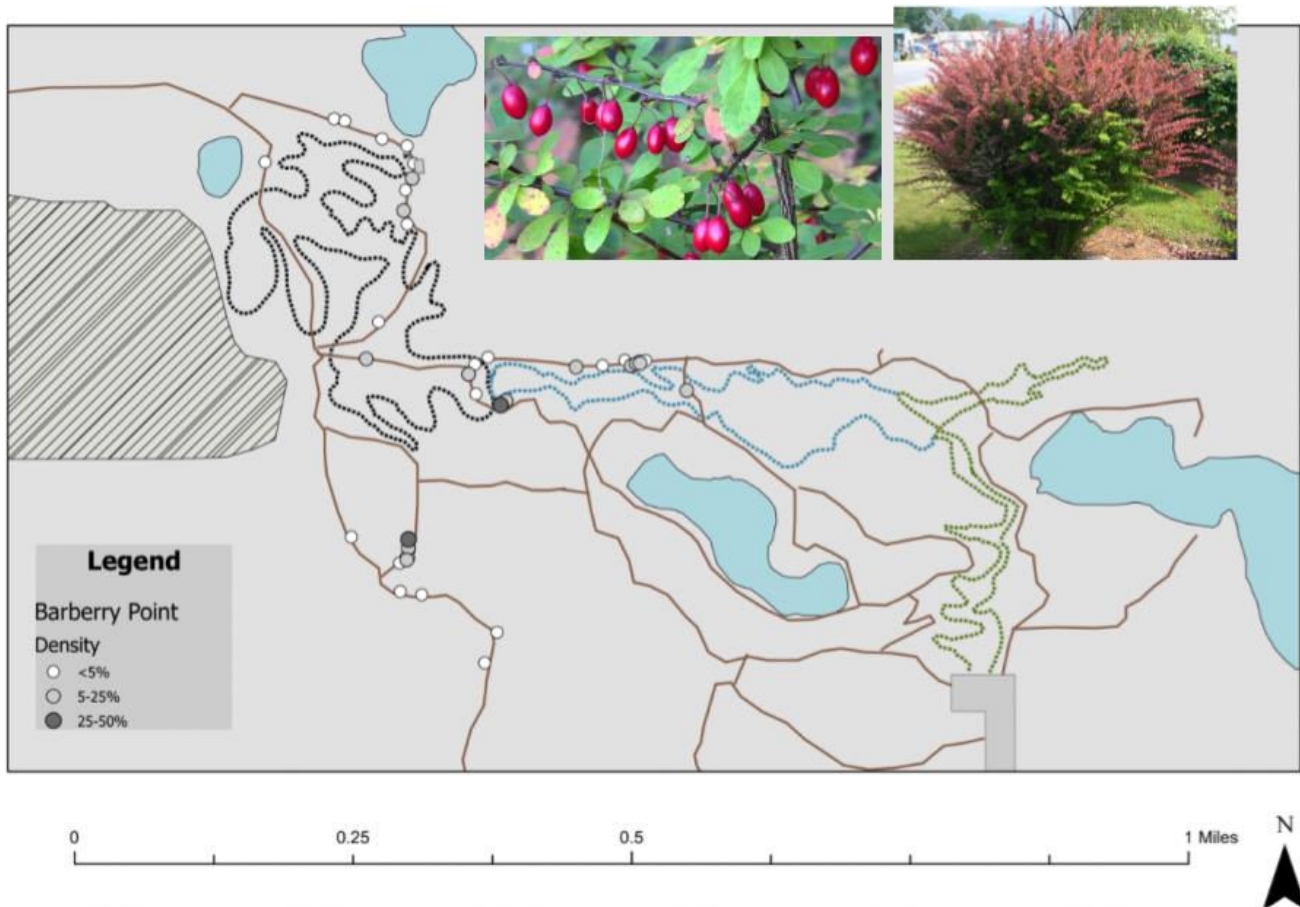 Legend
Barberry Point
Density
<5%
5-25%
25-50%
0 0.25 0.5 1 Miles
N